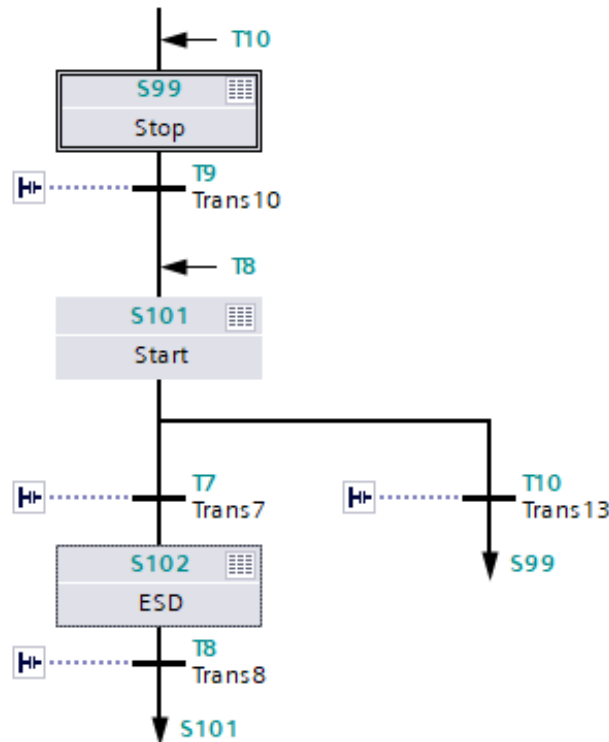 T10
S99
Stop
T9
Trans10
T8
S101
Start
T7
Trans7
T10
Trans13
S102
ESD
S99
T8
Trans8
S101